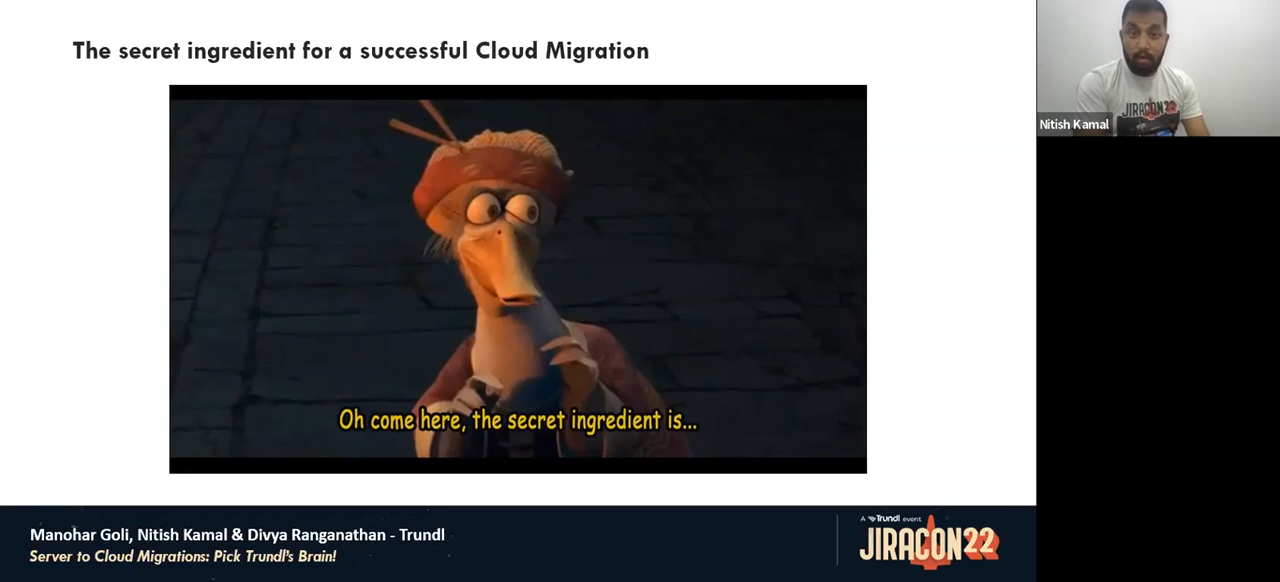 The secret ingredient for a successful Cloud Migration
JIRACON22
Nitish Kamal
Oh come here, the secret ingredient is...
Manohar Goli, Nitish Kamal & Divya Ranganathan - Trundl
Server to Cloud Migrations: Pick Trundl's Brain!
A Trundl event
JIRACON22